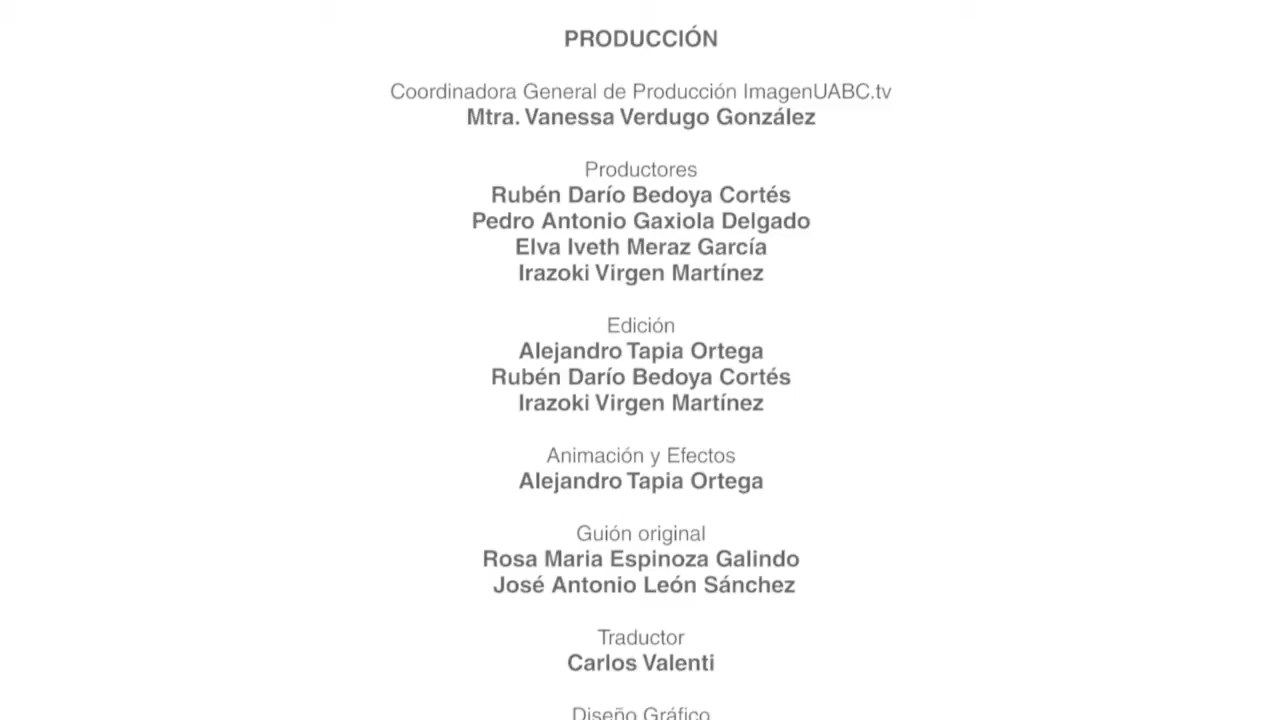 PRODUCCIÓN
Coordinadora General de Producción ImagenUABC.tv
Mtra. Vanessa Verdugo González
Productores
Rubén Darío Bedoya Cortés
Pedro Antonio Gaxiola Delgado
Elva Iveth Meraz García
Irazoki Virgen Martínez
Edición
Alejandro Tapia Ortega
Rubén Darío Bedoya Cortés
Irazoki Virgen Martínez
Animación y Efectos
Alejandro Tapia Ortega
Guión original
Rosa Maria Espinoza Galindo
José Antonio León Sánchez
Traductor
Carlos Valenti
Diseño Gráfico